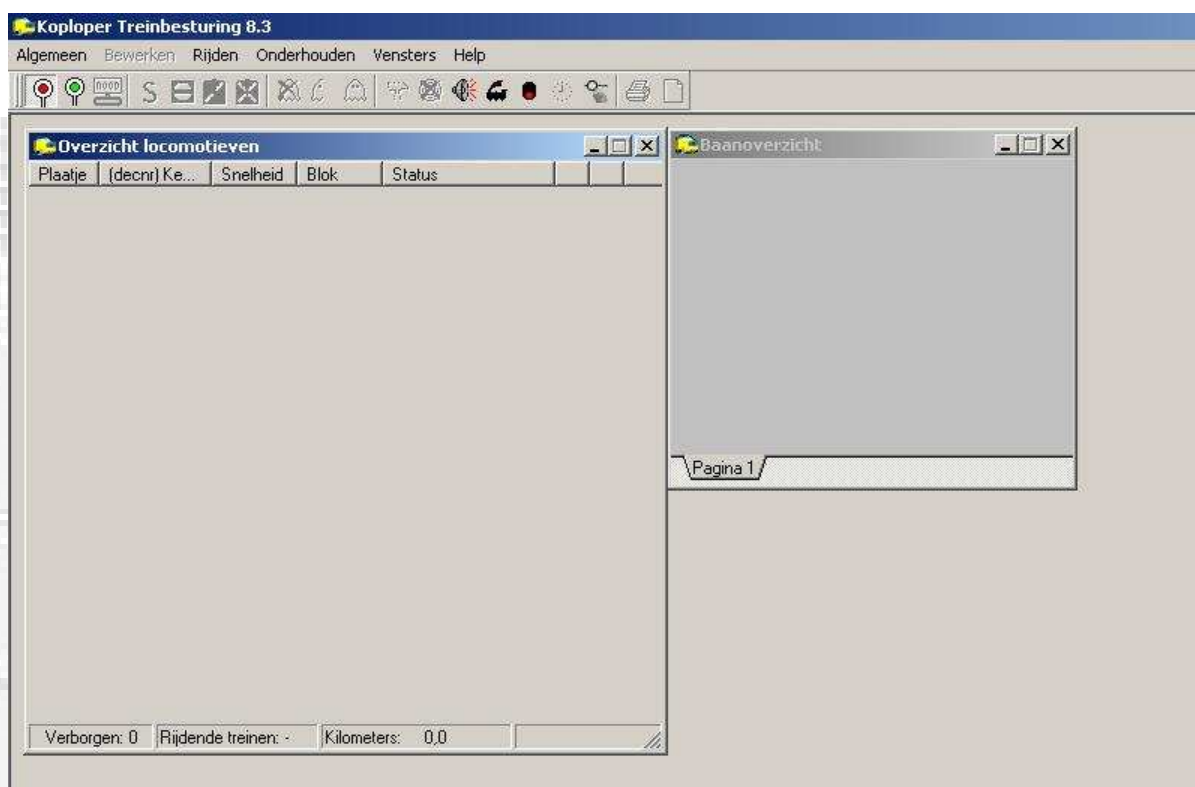 Koploper Treinbesturing 8.3
Algemeen Bewerken Rijden Onderhouden Vensters Help
noop S
Overzicht locomotieven
Plaatje (decnr) Ke... Snelheid Blok Status
Verborgen: 0 Rijdende treinen: - Kilometers: 0,0
Baanoverzicht
Pagina 1